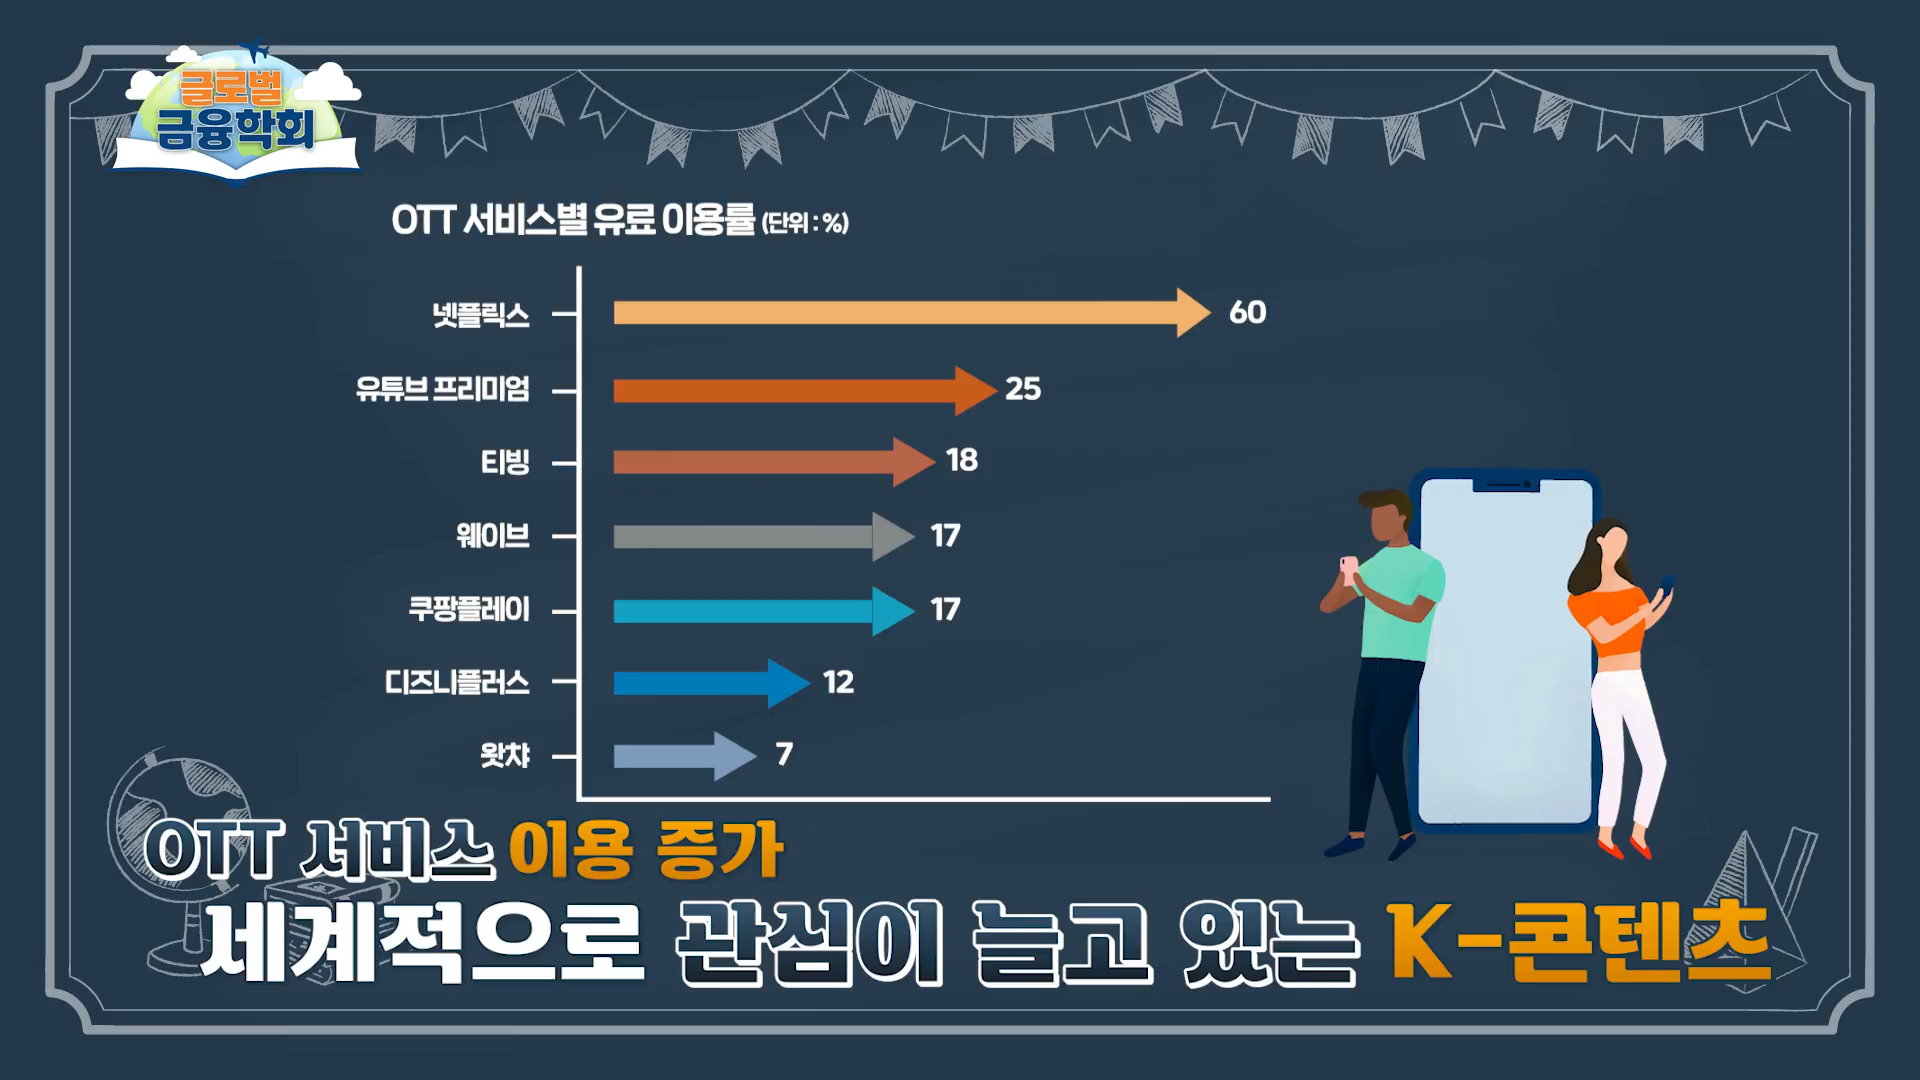 글로벌
금융학회
OTT 서비스별 유료 이용률 (단위 : %)
넷플릭스 60
유튜브 프리미엄 25
티빙 18
웨이브 17
쿠팡플레이 17
디즈니플러스 12
왓챠 7
OTT 서비스 이용 증가
세계적으로 관심이 늘고 있는 K-콘텐츠